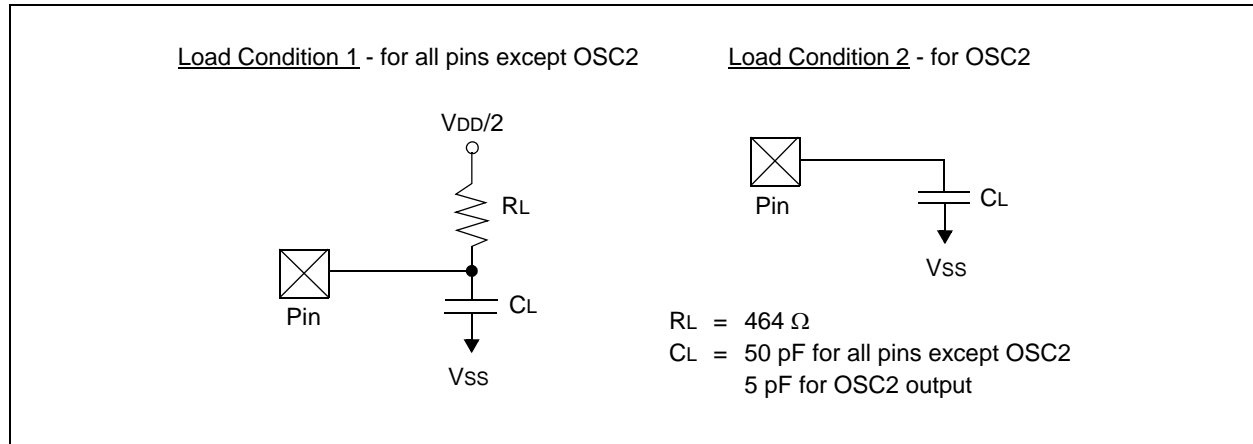 Load Condition 1 - for all pins except OSC2
VDD/2
RL
Pin
CL
VSS
Load Condition 2 - for OSC2
Pin
CL
VSS
RL = 464 Ω
CL = 50 pF for all pins except OSC2
5 pF for OSC2 output